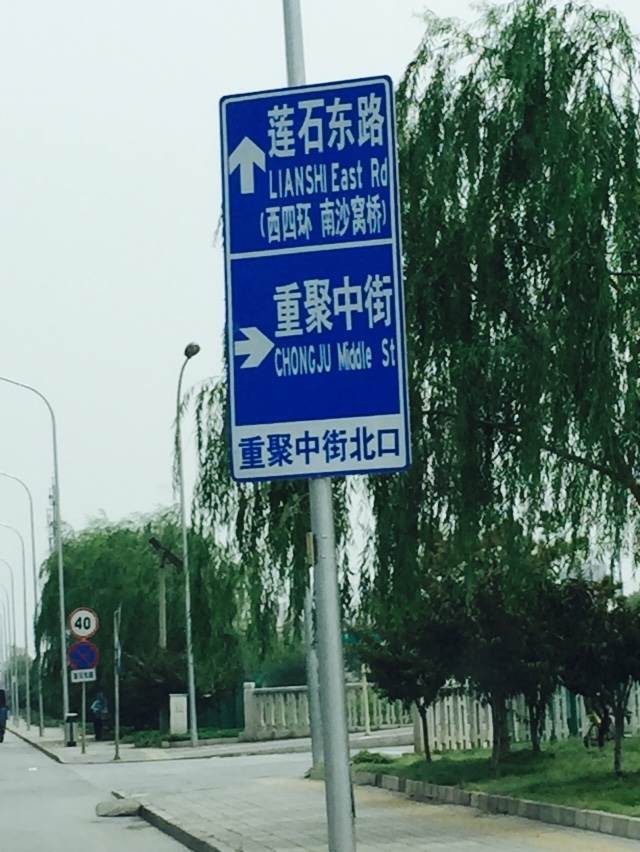 莲石东路
LIANSHI East Rd
(西四环 南沙窝桥)
重聚中街
CHONGJU Middle St
重聚中街北口
40